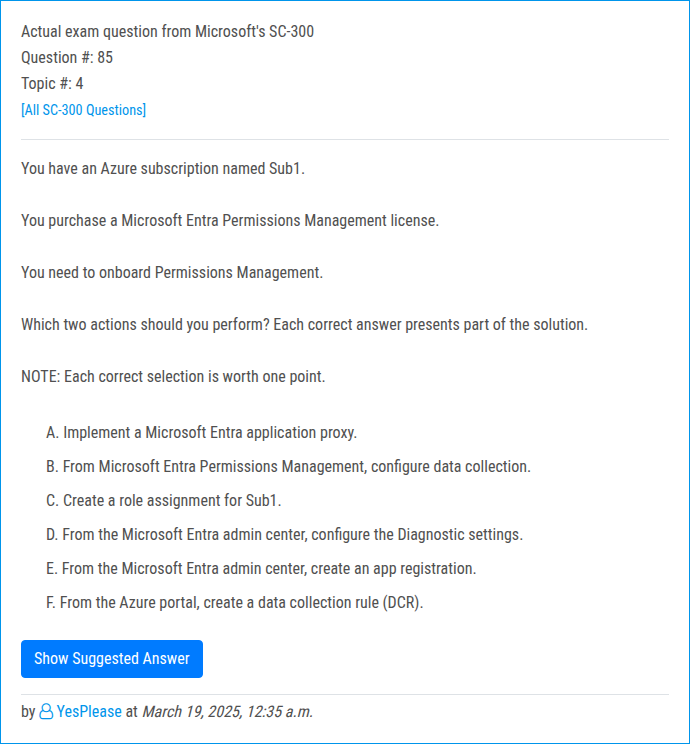 Actual exam question from Microsoft's SC-300
Question #: 85
Topic #: 4
[All SC-300 Questions]
You have an Azure subscription named Sub1.
You purchase a Microsoft Entra Permissions Management license.
You need to onboard Permissions Management.
Which two actions should you perform? Each correct answer presents part of the solution.
NOTE: Each correct selection is worth one point.
A. Implement a Microsoft Entra application proxy.
B. From Microsoft Entra Permissions Management, configure data collection.
C. Create a role assignment for Sub1.
D. From the Microsoft Entra admin center, configure the Diagnostic settings.
E. From the Microsoft Entra admin center, create an app registration.
F. From the Azure portal, create a data collection rule (DCR).
Show Suggested Answer
by YesPlease at March 19, 2025, 12:35 a.m.